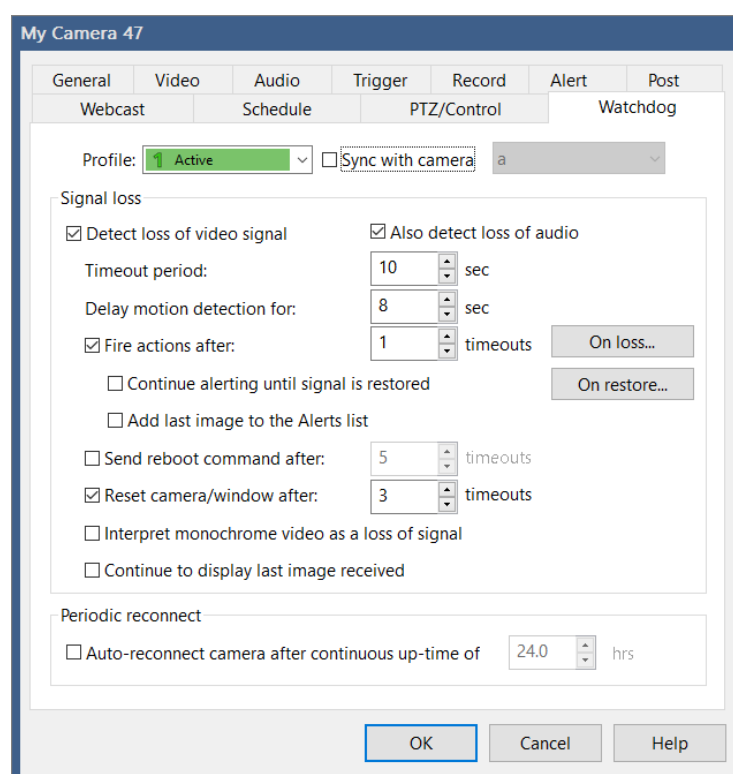 My Camera 47
General Video Audio Trigger Record Alert Post
Webcast Schedule PTZ/Control Watchdog
Profile: 1 Active Sync with camera a
Signal loss
Detect loss of video signal Also detect loss of audio
Timeout period: 10 sec
Delay motion detection for: 8 sec
Fire actions after: 1 timeouts On loss...
Continue alerting until signal is restored On restore...
Add last image to the Alerts list
Send reboot command after: 5 timeouts
Reset camera/window after: 3 timeouts
Interpret monochrome video as a loss of signal
Continue to display last image received
Periodic reconnect
Auto-reconnect camera after continuous up-time of 24.0 hrs
OK Cancel Help